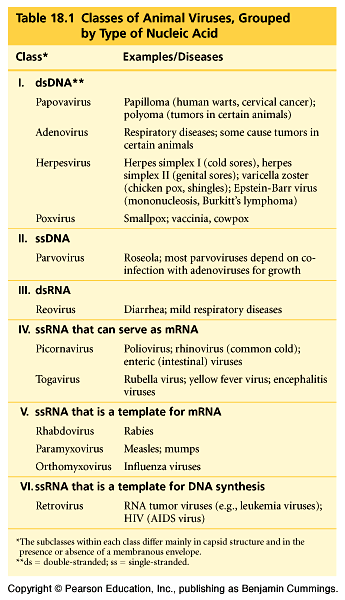 Table 18.1 Classes of Animal Viruses, Grouped
by Type of Nucleic Acid
Class* Examples/Diseases
I. dsDNA**
Papovavirus Papilloma (human warts, cervical cancer);
polyoma (tumors in certain animals)
Adenovirus Respiratory diseases; some cause tumors in
certain animals
Herpesvirus Herpes simplex I (cold sores), herpes
simplex II (genital sores); varicella zoster
(chicken pox, shingles); Epstein-Barr virus
(mononucleosis, Burkitt's lymphoma)
Poxvirus Smallpox; vaccinia, cowpox
II. ssDNA
Parvovirus Roseola; most parvoviruses depend on co-
infection with adenoviruses for growth
III. dsRNA
Reovirus Diarrhea; mild respiratory diseases
IV. ssRNA that can serve as mRNA
Picornavirus Poliovirus; rhinovirus (common cold);
enteric (intestinal) viruses
Togavirus Rubella virus; yellow fever virus; encephalitis
viruses
V. ssRNA that is a template for mRNA
Rhabdovirus Rabies
Paramyxovirus Measles; mumps
Orthomyxovirus Influenza viruses
VI. ssRNA that is a template for DNA synthesis
Retrovirus RNA tumor viruses (e.g., leukemia viruses);
HIV (AIDS virus)
*The subclasses within each class differ mainly in capsid structure and in the
presence or absence of a membranous envelope.
**ds = double-stranded; ss = single-stranded.
Copyright © Pearson Education, Inc., publishing as Benjamin Cummings.